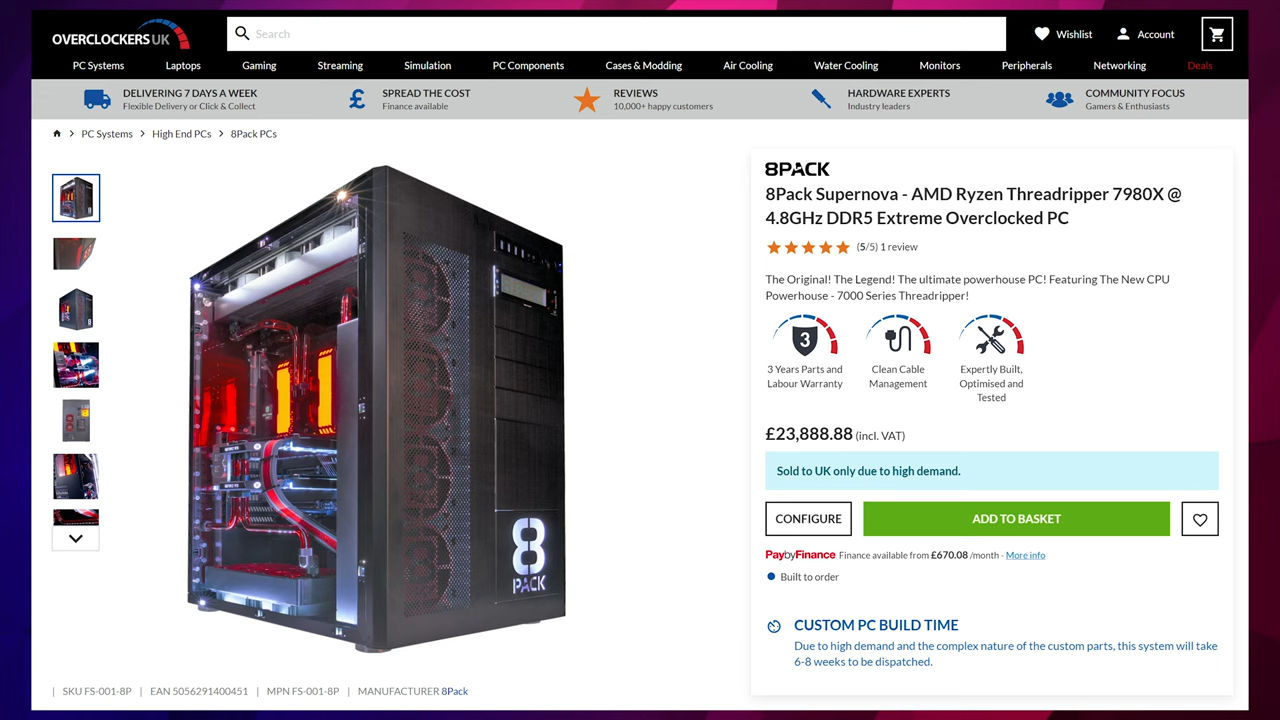 OVERCLOCKERS UK
Search
Wishlist
Account
PC Systems
Laptops
Gaming
Streaming
Simulation
PC Components
Cases & Modding
Air Cooling
Water Cooling
Monitors
Peripherals
Networking
Deals
DELIVERING 7 DAYS A WEEK
Flexible Delivery or Click & Collect
SPREAD THE COST
Finance available
REVIEWS
10,000+ happy customers
HARDWARE EXPERTS
Industry leaders
COMMUNITY FOCUS
Gamers & Enthusiasts
PC Systems > High End PCs > 8Pack PCs
8
PACK
8PACK
8Pack Supernova - AMD Ryzen Threadripper 7980X @
4.8GHz DDR5 Extreme Overclocked PC
(5/5) 1 review
The Original! The Legend! The ultimate powerhouse PC! Featuring The New CPU
Powerhouse - 7000 Series Threadripper!
3
3 Years Parts and
Labour Warranty
Clean Cable
Management
Expertly Built,
Optimised and
Tested
£23,888.88 (incl. VAT)
Sold to UK only due to high demand.
CONFIGURE
ADD TO BASKET
PaybyFinance Finance available from £670.08 /month - More info
Built to order
CUSTOM PC BUILD TIME
Due to high demand and the complex nature of the custom parts, this system will take
6-8 weeks to be dispatched.
| SKU FS-001-8P | EAN 5056291400451 | MPN FS-001-8P | MANUFACTURER 8Pack